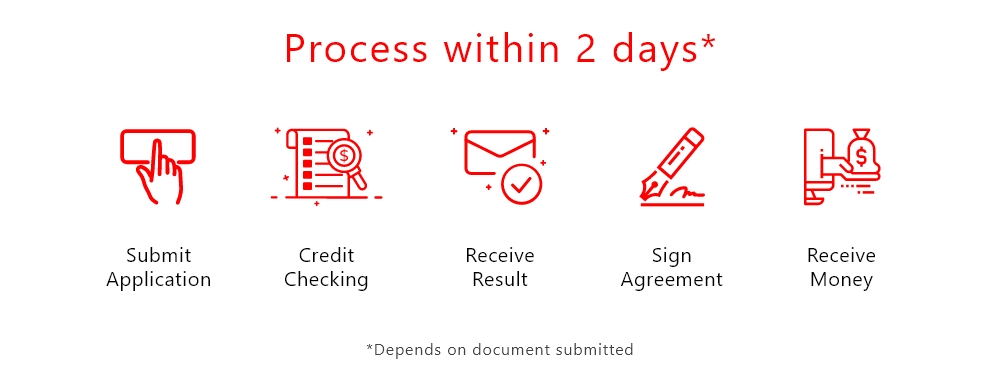 Process within 2 days*
Submit
Application
Credit
Checking
Receive
Result
Sign
Agreement
Receive
Money
*Depends on document submitted